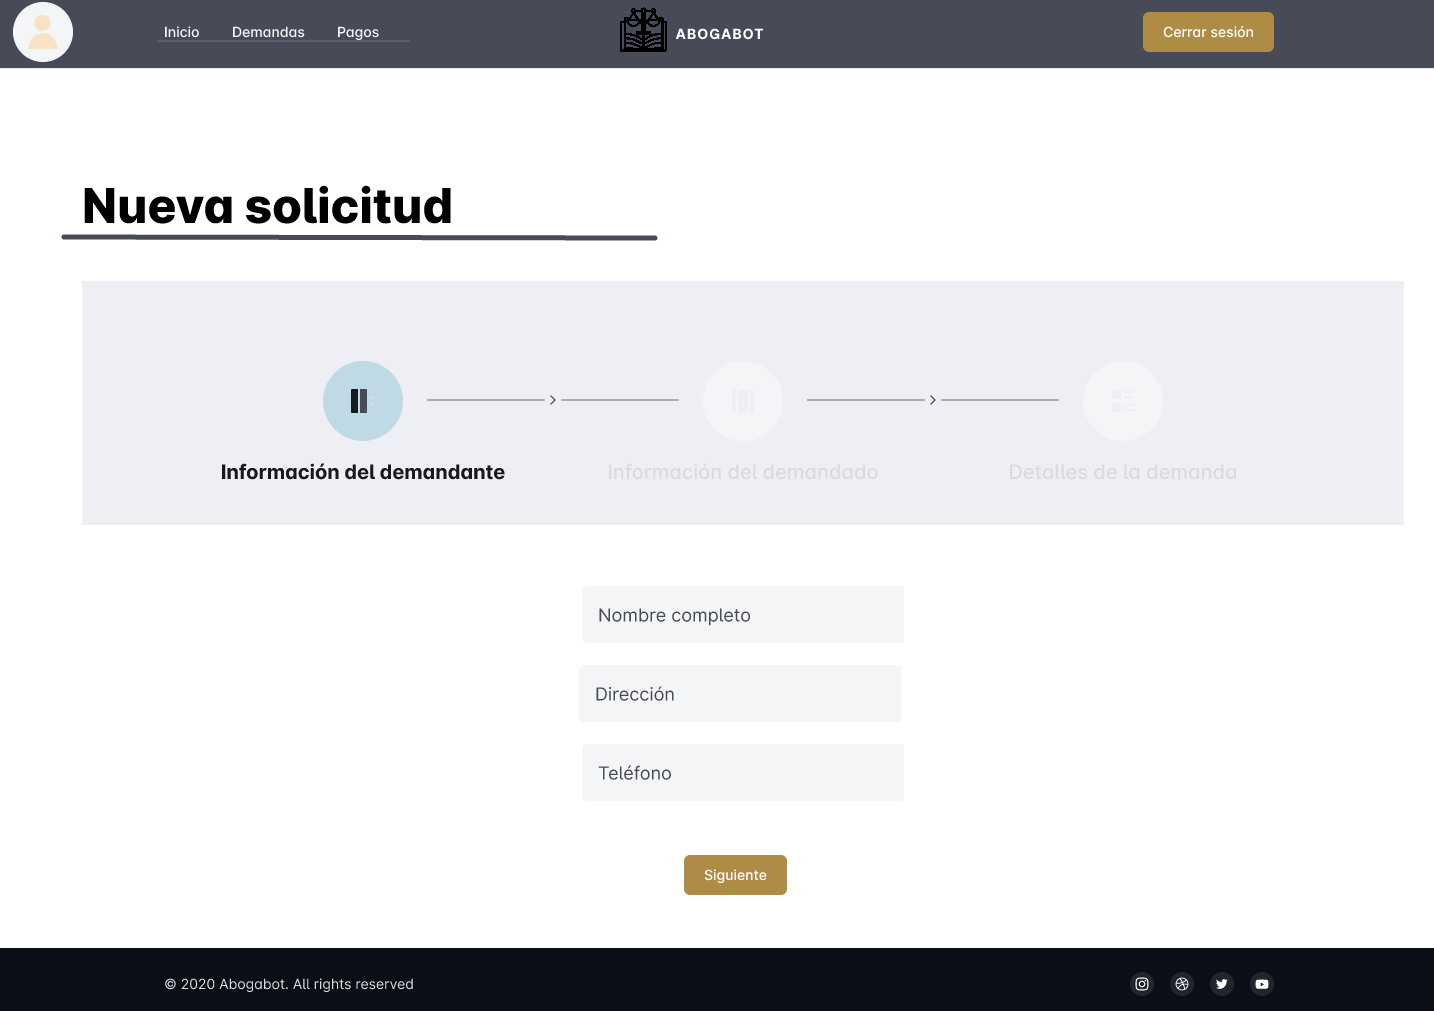 Inicio
Demandas
Pagos
ABOGABOT
Cerrar sesión
Nueva solicitud
Información del demandante
Información del demandado
Detalles de la demanda
Nombre completo
Dirección
Teléfono
Siguiente
© 2020 Abogabot. All rights reserved